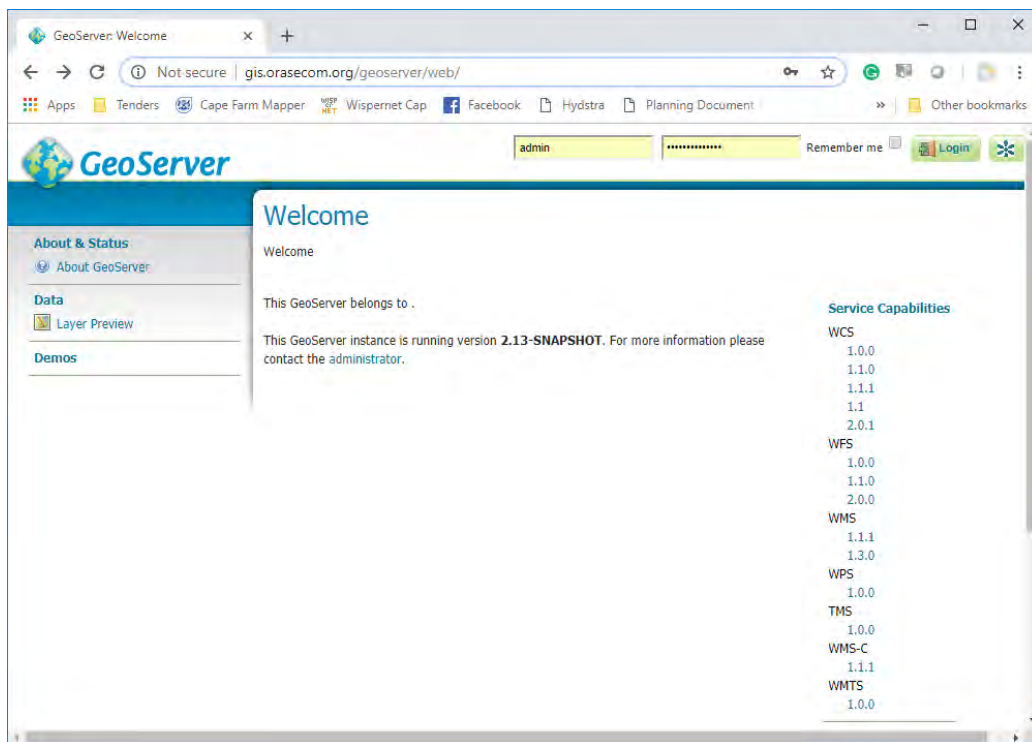 GeoServer: Welcome
Not secure | gis.orasecom.org/geoserver/web/
Apps Tenders Cape Farm Mapper Wispernet Cap Facebook Hydstra Planning Document » Other bookmarks
GeoServer
admin •••••••••••••• Remember me Login
Welcome
About & Status
About GeoServer
Data
Layer Preview
Demos
Welcome
This GeoServer belongs to .
This GeoServer instance is running version 2.13-SNAPSHOT. For more information please
contact the administrator.
Service Capabilities
WCS
1.0.0
1.1.0
1.1.1
1.1
2.0.1
WFS
1.0.0
1.1.0
2.0.0
WMS
1.1.1
1.3.0
WPS
1.0.0
TMS
1.0.0
WMS-C
1.1.1
WMTS
1.0.0